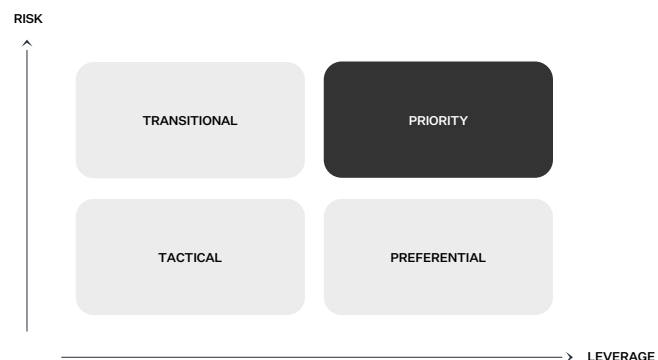 RISK
TRANSITIONAL
PRIORITY
TACTICAL
PREFERENTIAL
LEVERAGE